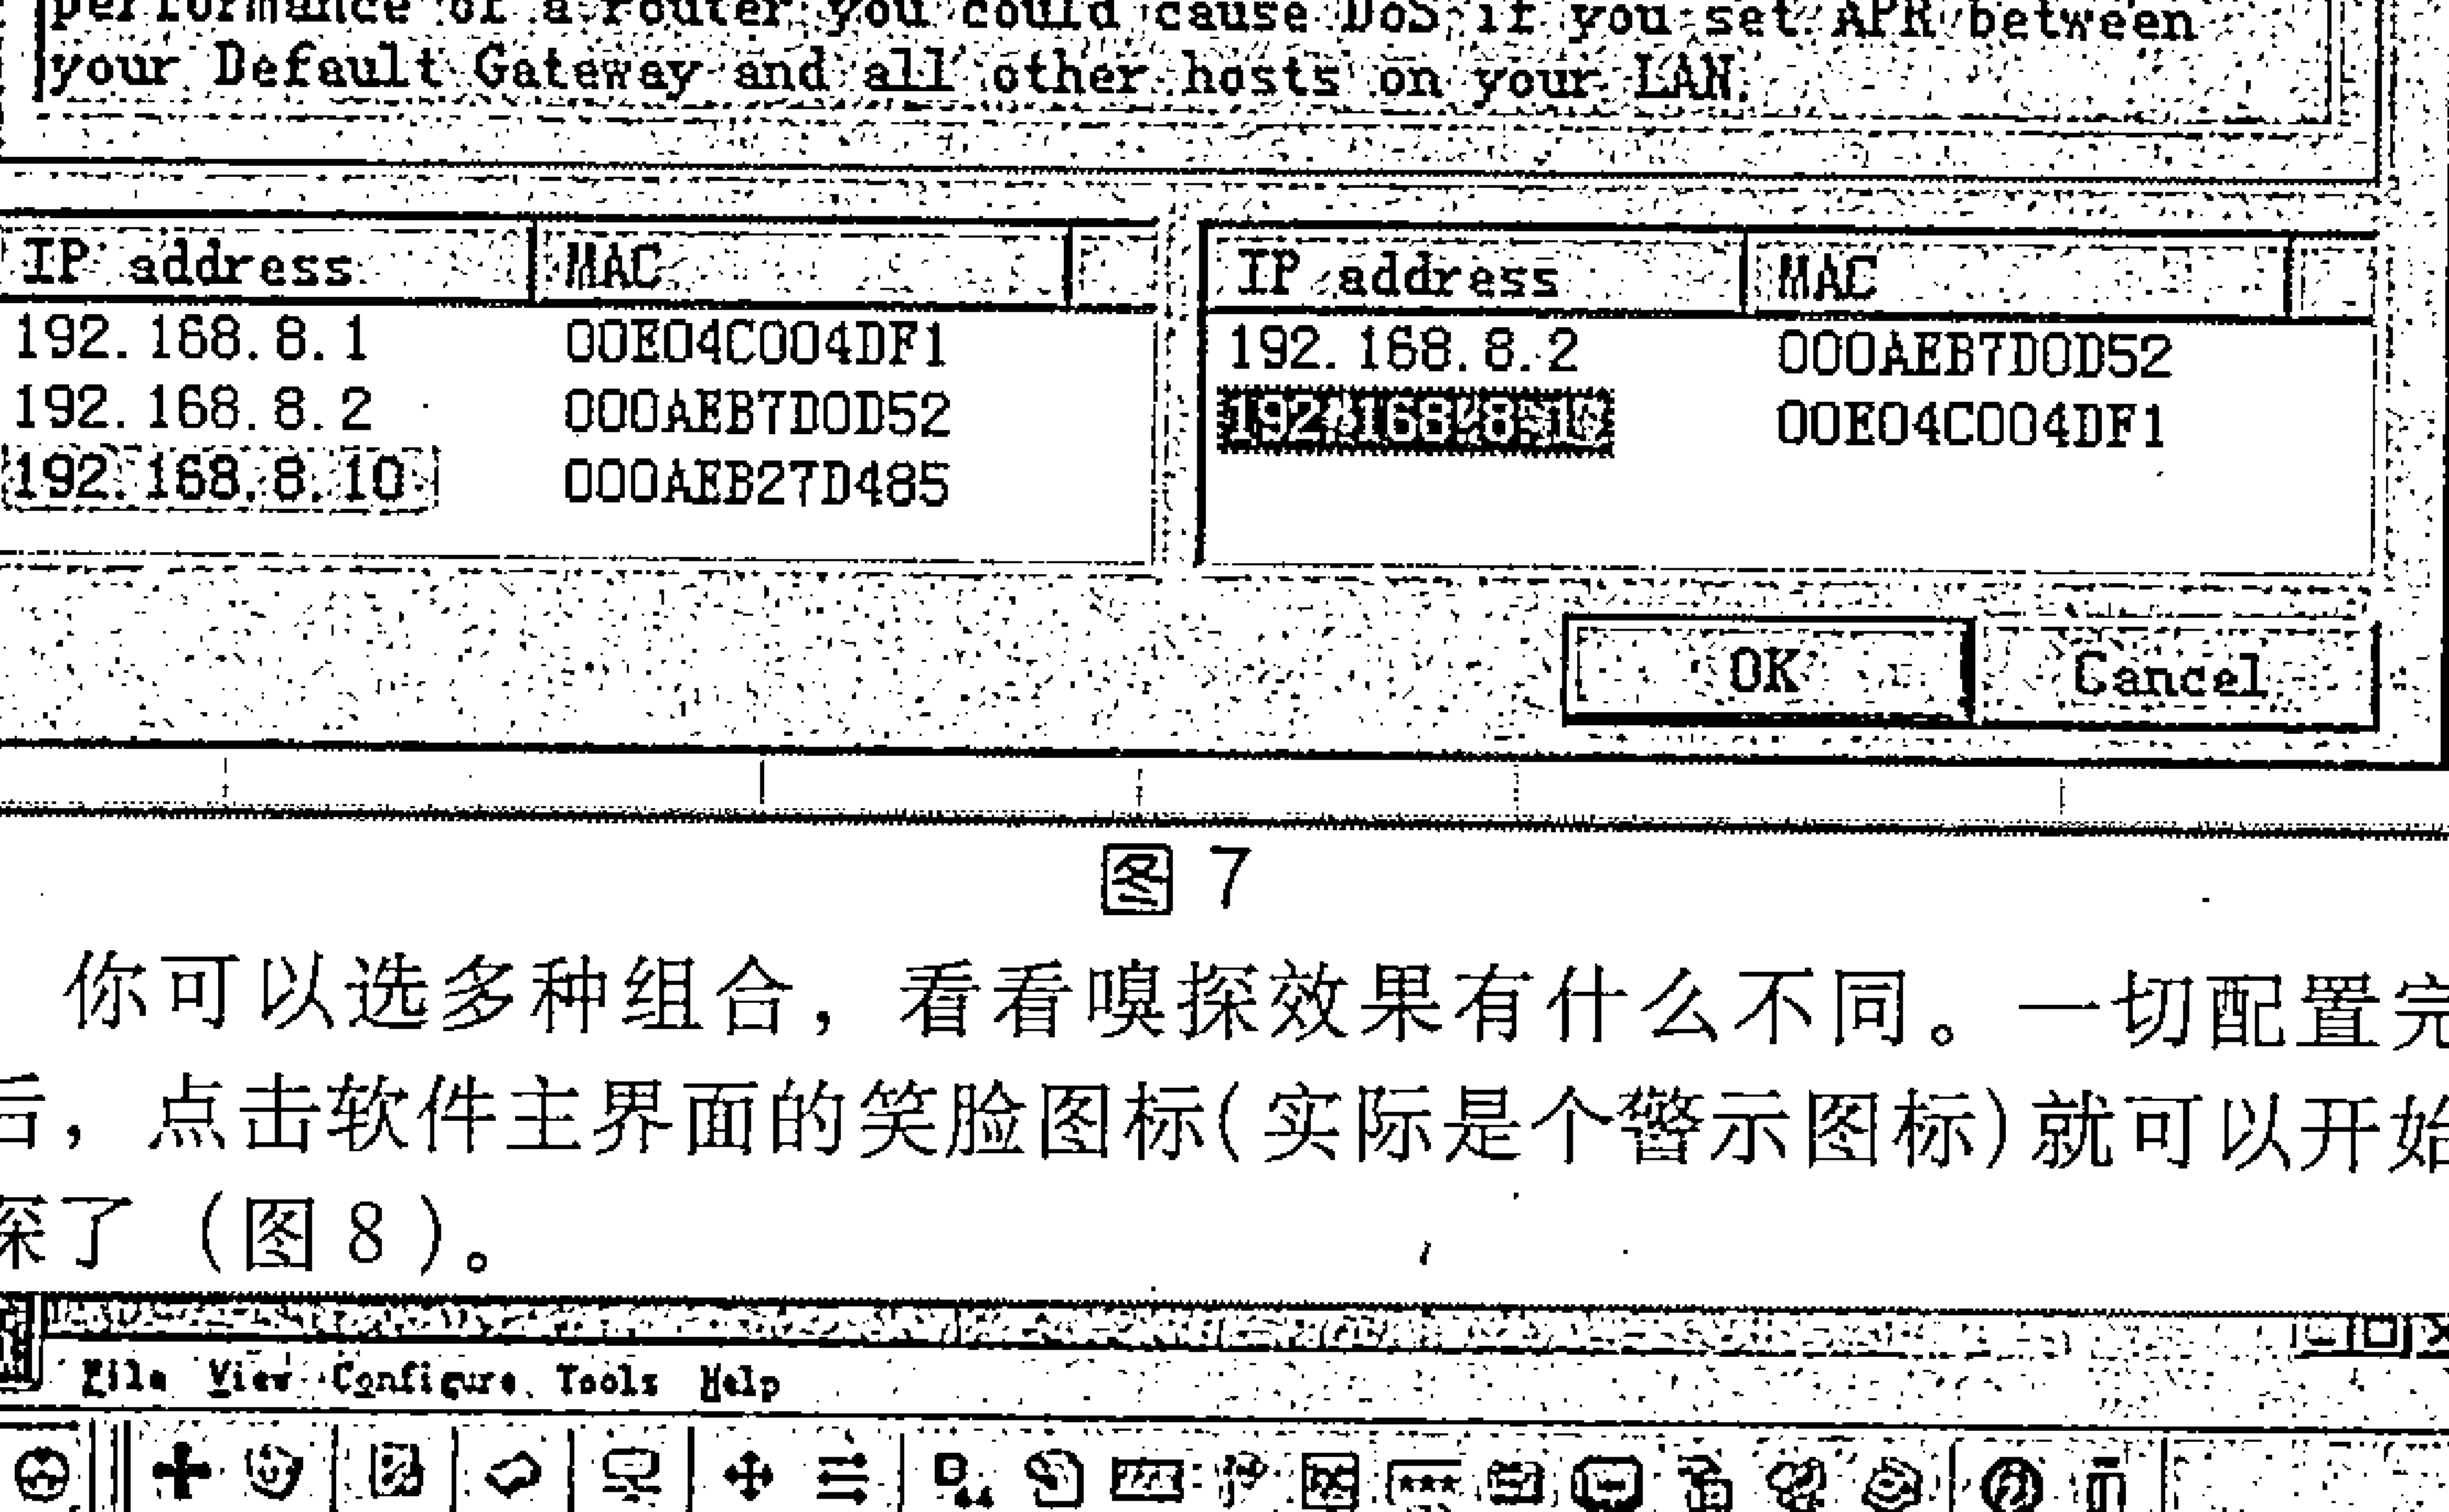 performance of a router you could cause DoS if you set APR between
your Default Gateway and all other hosts on your LAN.
IP address MAC IP address MAC
192.168.8.1 00E04C004DF1 192.168.8.2 000AEB7D0D52
192.168.8.2 000AEB7D0D52 192.168.8.1 00E04C004DF1
192.168.8.10 000AEB27D485
OK Cancel
图 7
你可以选多种组合，看看嗅探效果有什么不同。一切配置完
后，点击软件主界面的笑脸图标(实际是个警示图标)就可以开始
探了（图 8）。
File View Configure Tools Help